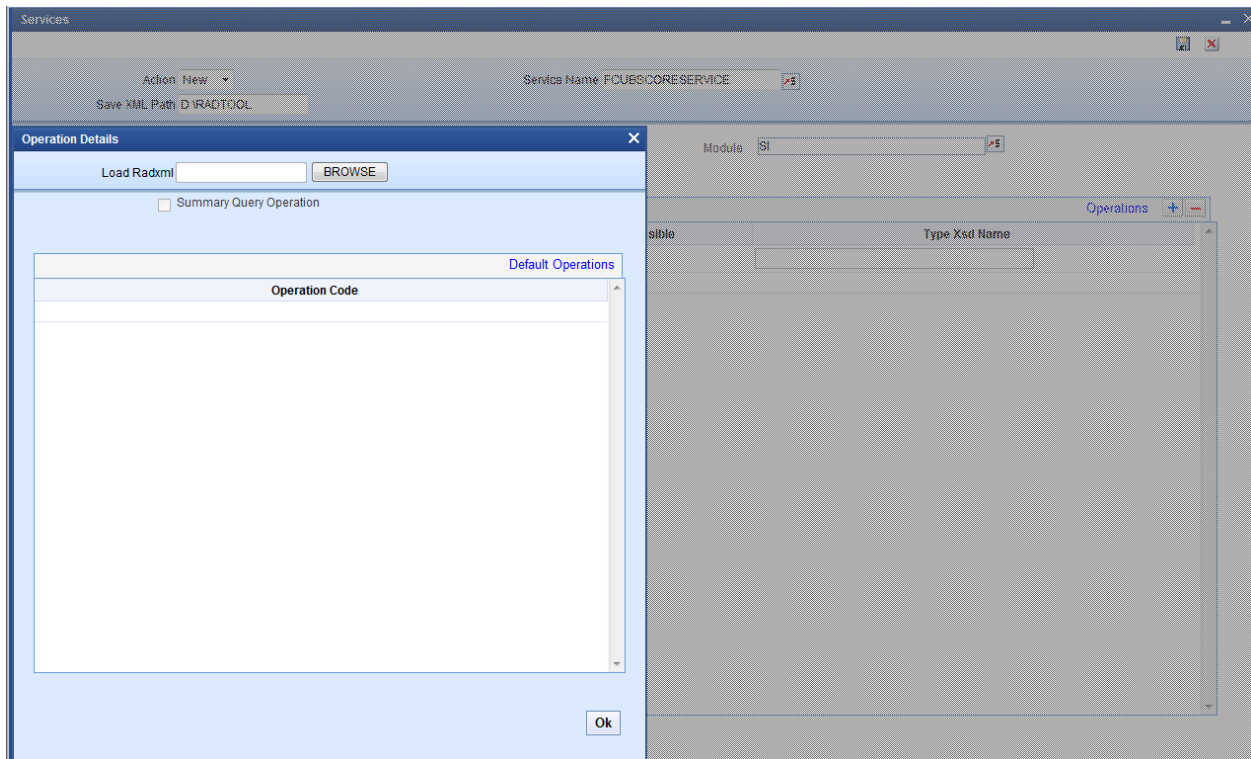 Services
Action New
Service Name FCUBSCORESERVICE
Save XML Path D:\RADTOOL
Operation Details
Module SI
Load Radxml BROWSE
Summary Query Operation
Operations
sible
Type Xsd Name
Default Operations
Operation Code
Ok